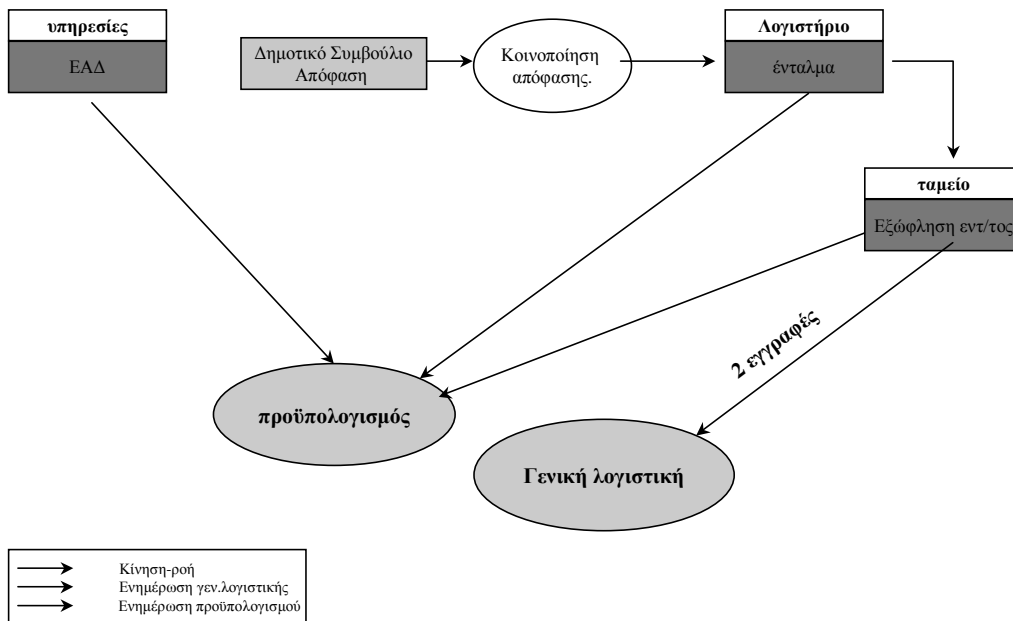 υπηρεσίες
ΕΑΔ
Δημοτικό Συμβούλιο
Απόφαση
Κοινοποίηση
απόφασης.
Λογιστήριο
ένταλμα
ταμείο
Εξώφληση εντ/τος
2 εγγραφές
προϋπολογισμός
Γενική λογιστική
Κίνηση-ροή
Ενημέρωση γεν.λογιστικής
Ενημέρωση προϋπολογισμού